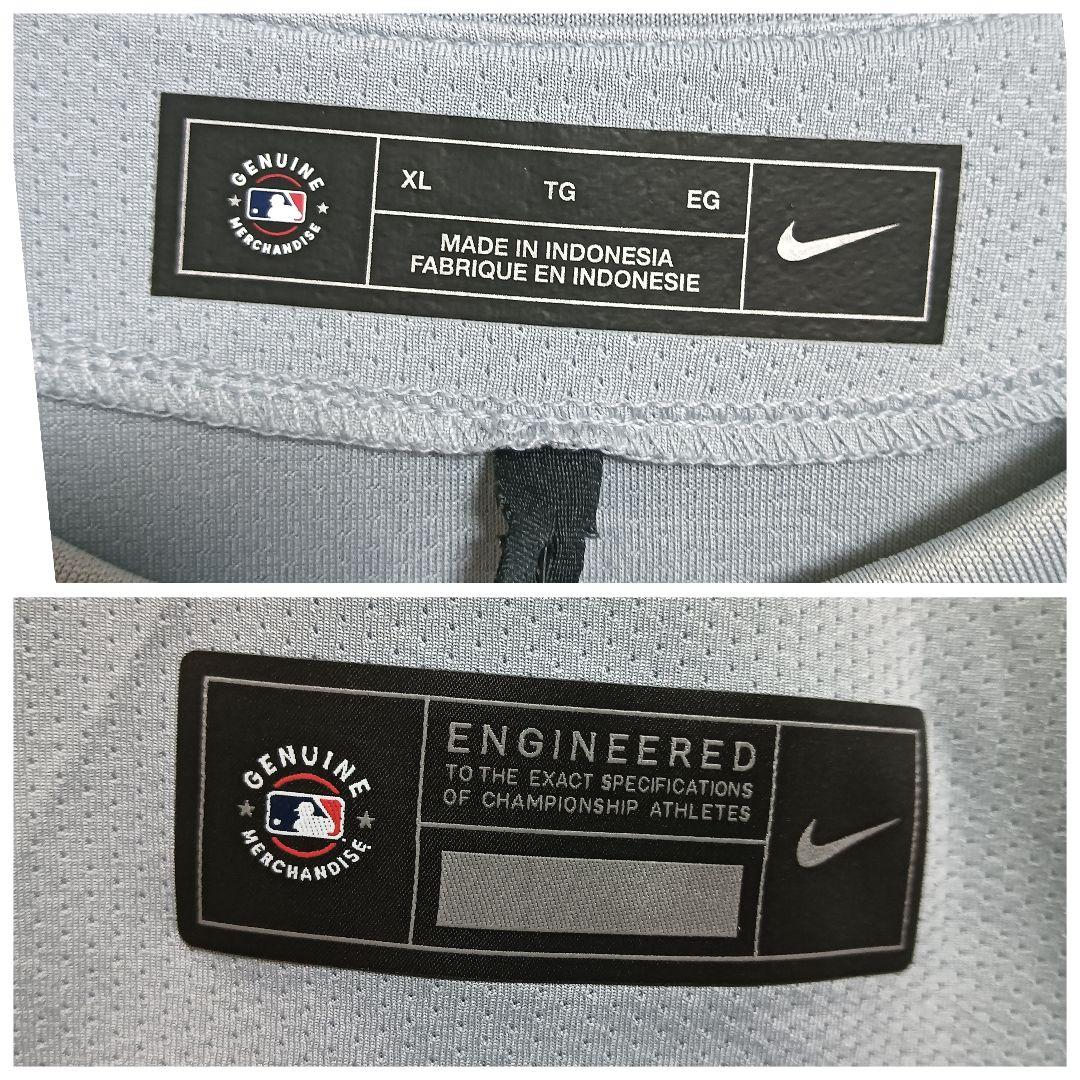 GENUINE
MERCHANDISE
XL TG EG
MADE IN INDONESIA
FABRIQUE EN INDONESIE
GENUINE
MERCHANDISE
ENGINEERED
TO THE EXACT SPECIFICATIONS
OF CHAMPIONSHIP ATHLETES